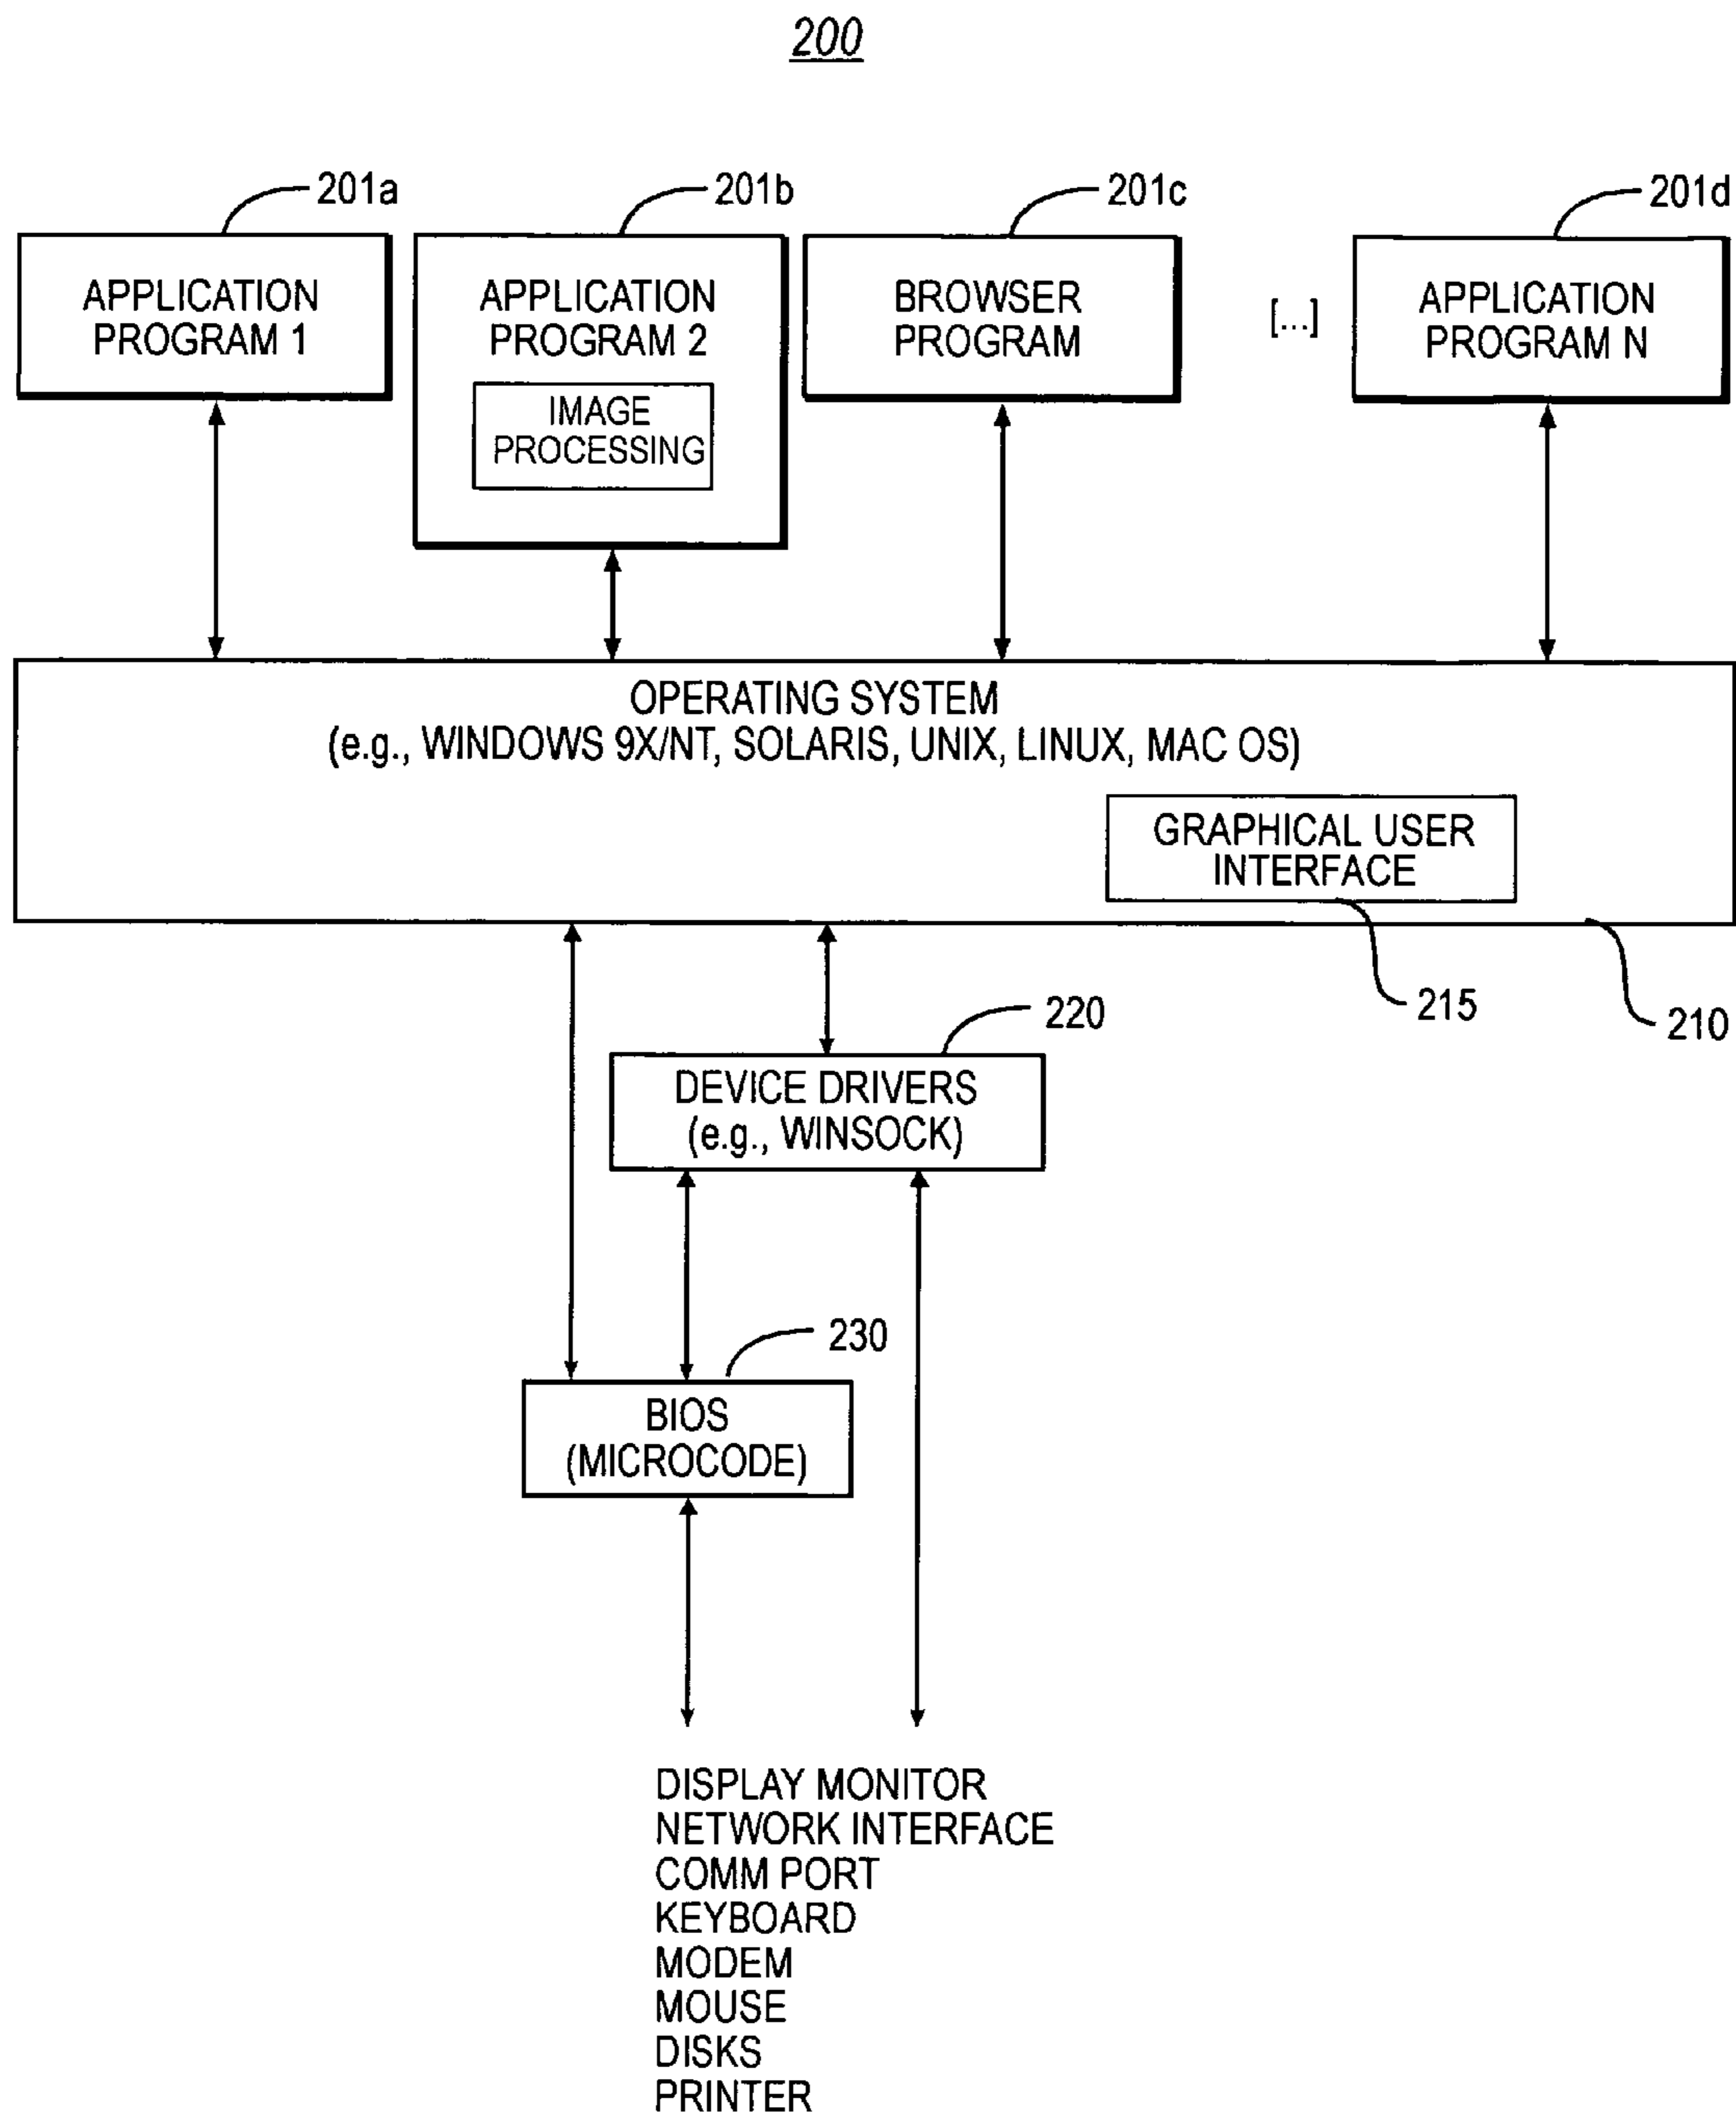 200
201a
201b
201c
201d
APPLICATION
PROGRAM 1
APPLICATION
PROGRAM 2
IMAGE
PROCESSING
BROWSER
PROGRAM
[...]
APPLICATION
PROGRAM N
OPERATING SYSTEM
(e.g., WINDOWS 9X/NT, SOLARIS, UNIX, LINUX, MAC OS)
GRAPHICAL USER
INTERFACE
215
210
220
DEVICE DRIVERS
(e.g., WINSOCK)
230
BIOS
(MICROCODE)
DISPLAY MONITOR
NETWORK INTERFACE
COMM PORT
KEYBOARD
MODEM
MOUSE
DISKS
PRINTER